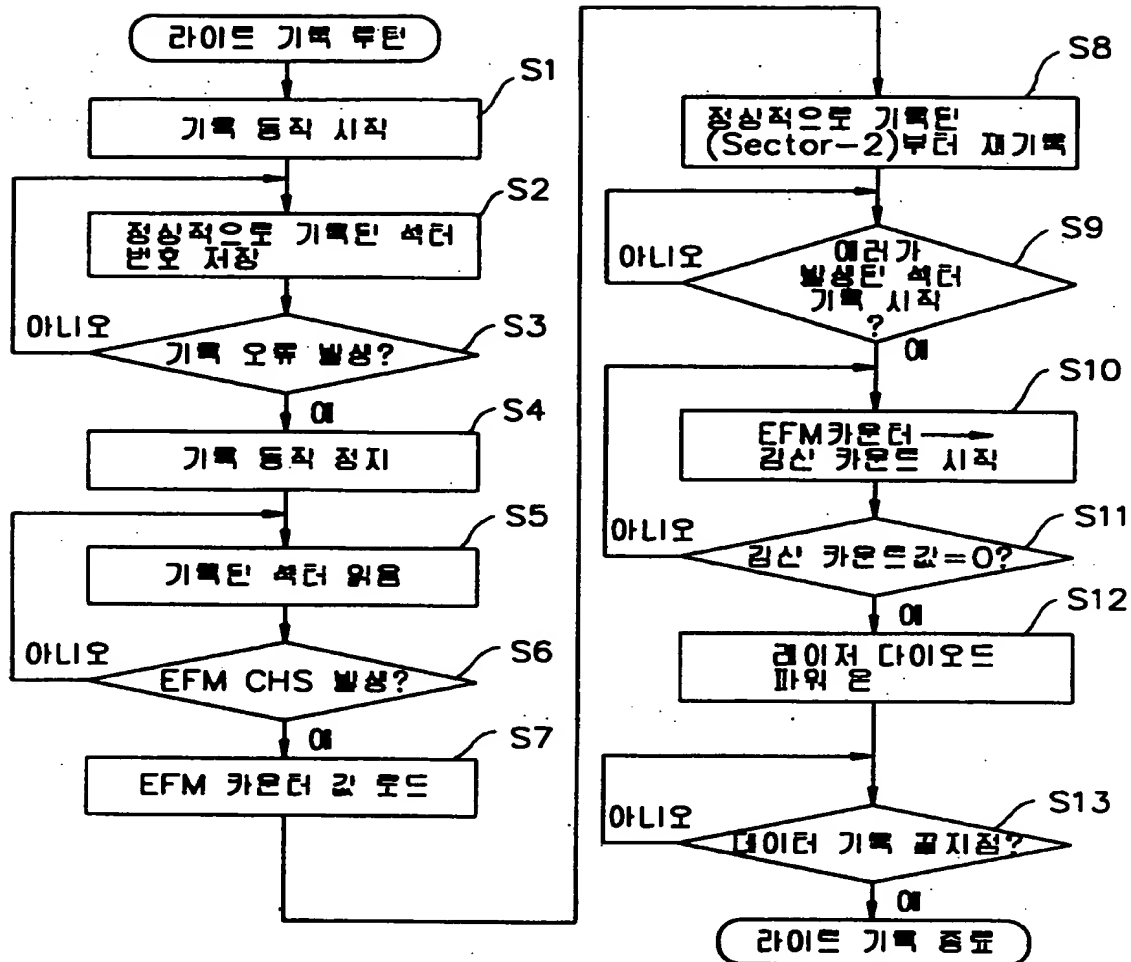 라이트 기록 루틴
S1
기록 동작 시작
S2
정상적으로 기록된 섹터
번호 저장
S3
기록 오류 발생?
아니오
예
S4
기록 동작 정지
S5
기록된 섹터 읽음
S6
EFM CHS 발생?
아니오
예
S7
EFM 카운터 값 로드
S8
정상적으로 기록된
(Sector-2)부터 재기록
S9
에러가
발생된 섹터
기록 시작
?
아니오
예
S10
EFM카운터
감산 카운트 시작
S11
감산 카운트값=0?
아니오
예
S12
레이저 다이오드
파워 온
S13
데이터 기록 끝지점?
아니오
예
라이트 기록 종료